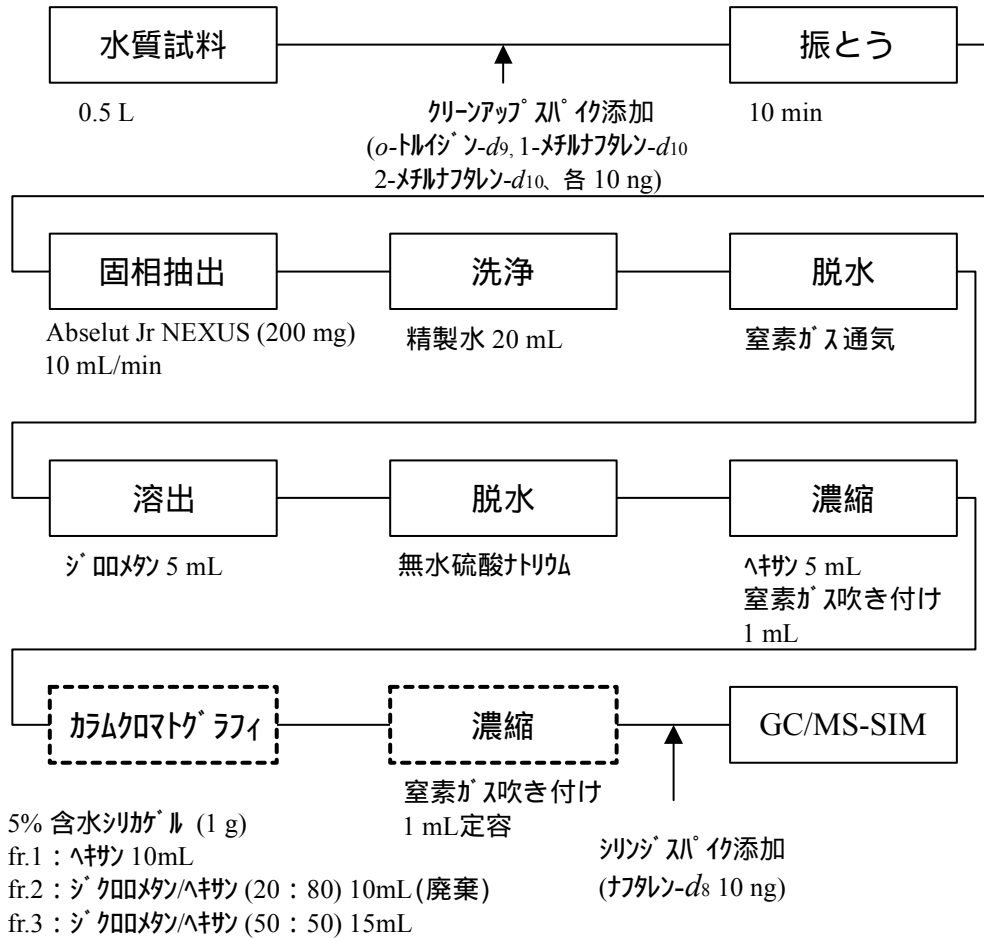 水質試料
振とう
0.5 L
クリーンアップスパイク添加
(o-トルイジン-d9, 1-メチルナフタレン-d10
2-メチルナフタレン-d10、各 10 ng)
10 min
固相抽出
洗浄
脱水
Abselut Jr NEXUS (200 mg)
10 mL/min
精製水 20 mL
窒素ガス通気
溶出
脱水
濃縮
ジロロメタン 5 mL
無水硫酸ナトリウム
ヘキサン 5 mL
窒素ガス吹き付け
1 mL
カラムクロマトグラフィ
濃縮
GC/MS-SIM
窒素ガス吹き付け
1 mL定容
シリンジスパイク添加
(ナフタレン-d8 10 ng)
5% 含水シリカゲル (1 g)
fr.1：ヘキサン 10mL
fr.2：ジクロロメタン/ヘキサン (20：80) 10mL(廃棄)
fr.3：ジクロロメタン/ヘキサン (50：50) 15mL